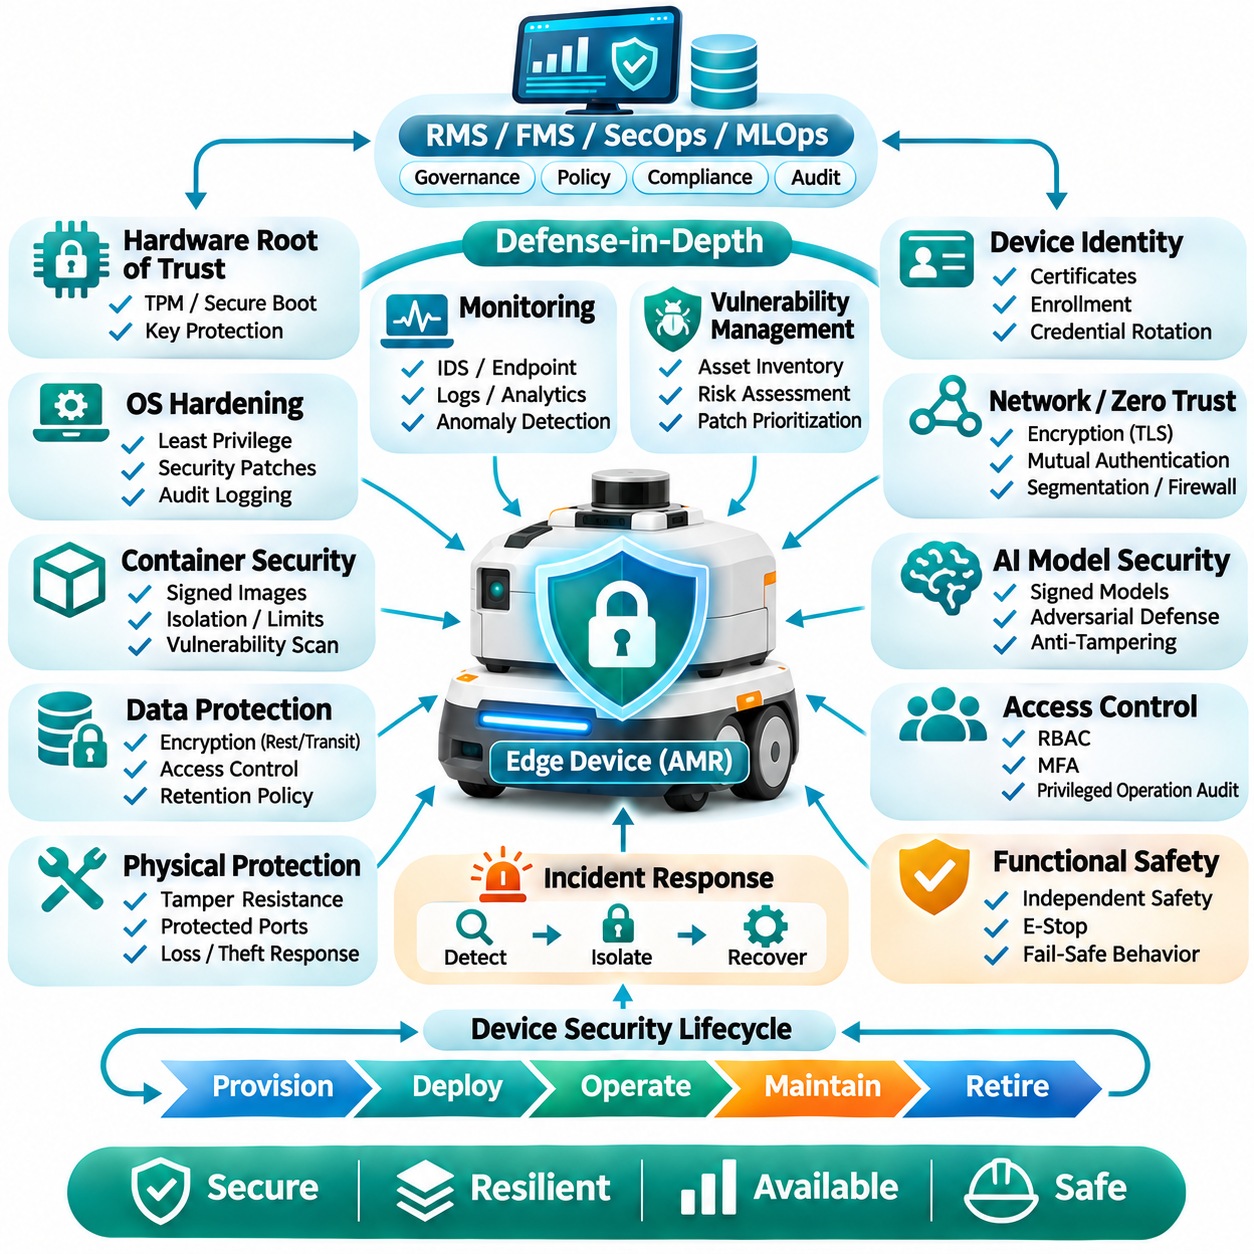 RMS / FMS / SecOps / MLOps
Governance
Policy
Compliance
Audit
Defense-in-Depth
Hardware Root
of Trust
TPM / Secure Boot
Key Protection
Monitoring
IDS / Endpoint
Logs / Analytics
Anomaly Detection
Vulnerability
Management
Asset Inventory
Risk Assessment
Patch Prioritization
Device Identity
Certificates
Enrollment
Credential Rotation
OS Hardening
Least Privilege
Security Patches
Audit Logging
Network / Zero Trust
Encryption (TLS)
Mutual Authentication
Segmentation / Firewall
Container Security
Signed Images
Isolation / Limits
Vulnerability Scan
AI Model Security
Signed Models
Adversarial Defense
Anti-Tampering
Data Protection
Encryption (Rest/Transit)
Access Control
Retention Policy
Edge Device (AMR)
Access Control
RBAC
MFA
Privileged Operation Audit
Physical Protection
Tamper Resistance
Protected Ports
Loss / Theft Response
Incident Response
Detect
Isolate
Recover
Functional Safety
Independent Safety
E-Stop
Fail-Safe Behavior
Device Security Lifecycle
Provision
Deploy
Operate
Maintain
Retire
Secure
Resilient
Available
Safe